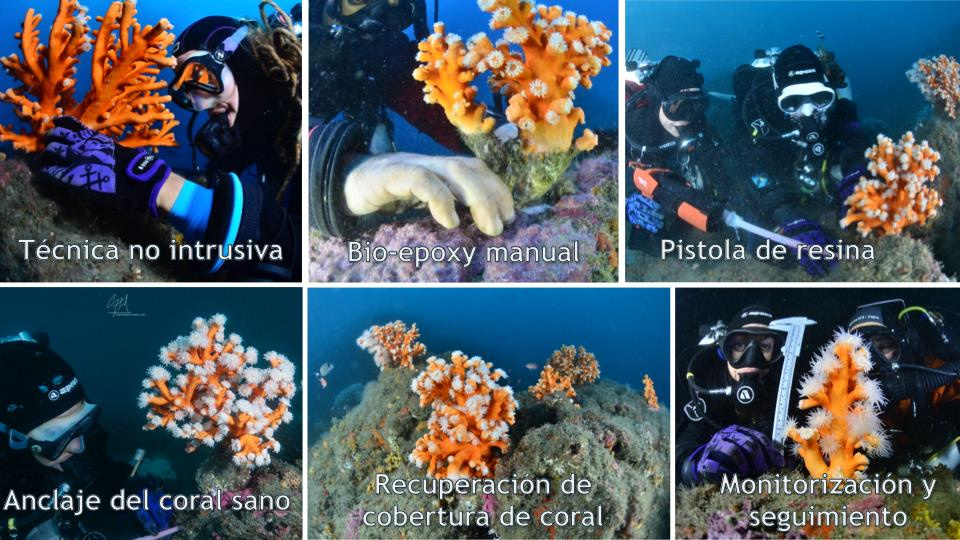 Técnica no intrusiva
Bio-epoxy manual
Pistola de resina
Anclaje del coral sano
Recuperación de
cobertura de coral
Monitorización y
seguimiento